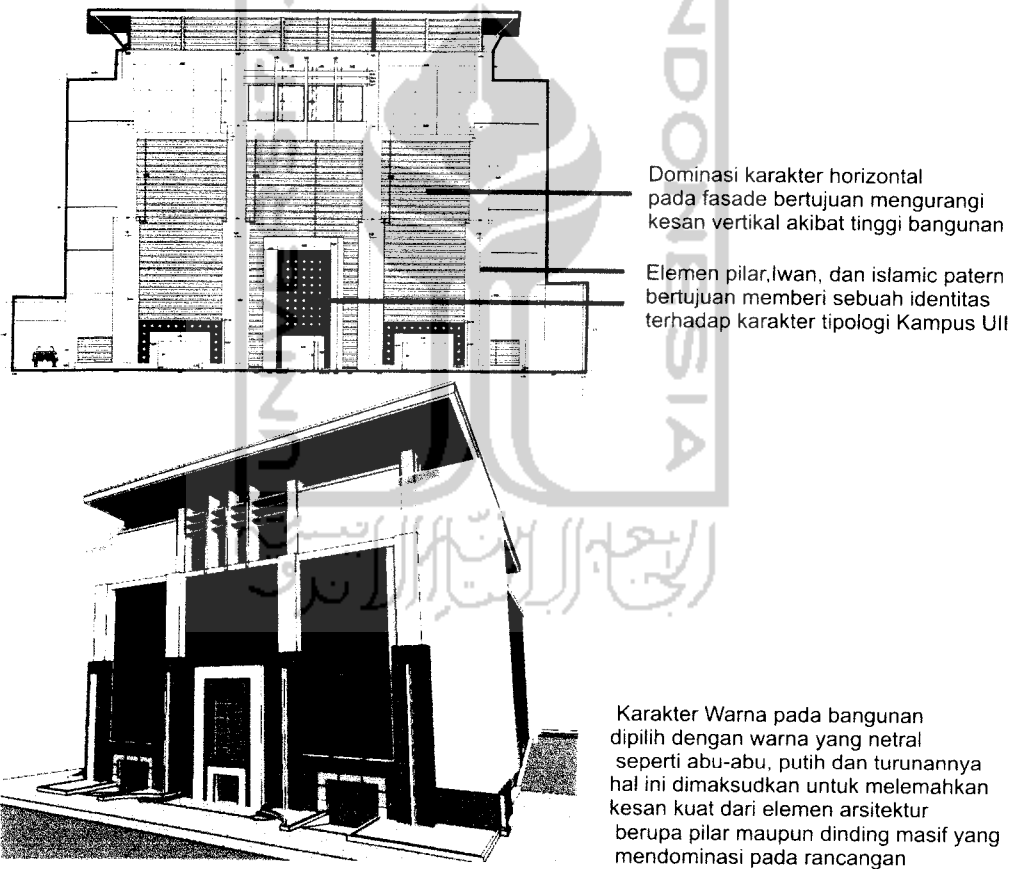 Dominasi karakter horizontal
pada fasade bertujuan mengurangi
kesan vertikal akibat tinggi bangunan
Elemen pilar,Iwan, dan islamic patern
bertujuan memberi sebuah identitas
terhadap karakter tipologi Kampus UII
Karakter Warna pada bangunan
dipilih dengan warna yang netral
seperti abu-abu, putih dan turunannya
hal ini dimaksudkan untuk melemahkan
kesan kuat dari elemen arsitektur
berupa pilar maupun dinding masif yang
mendominasi pada rancangan